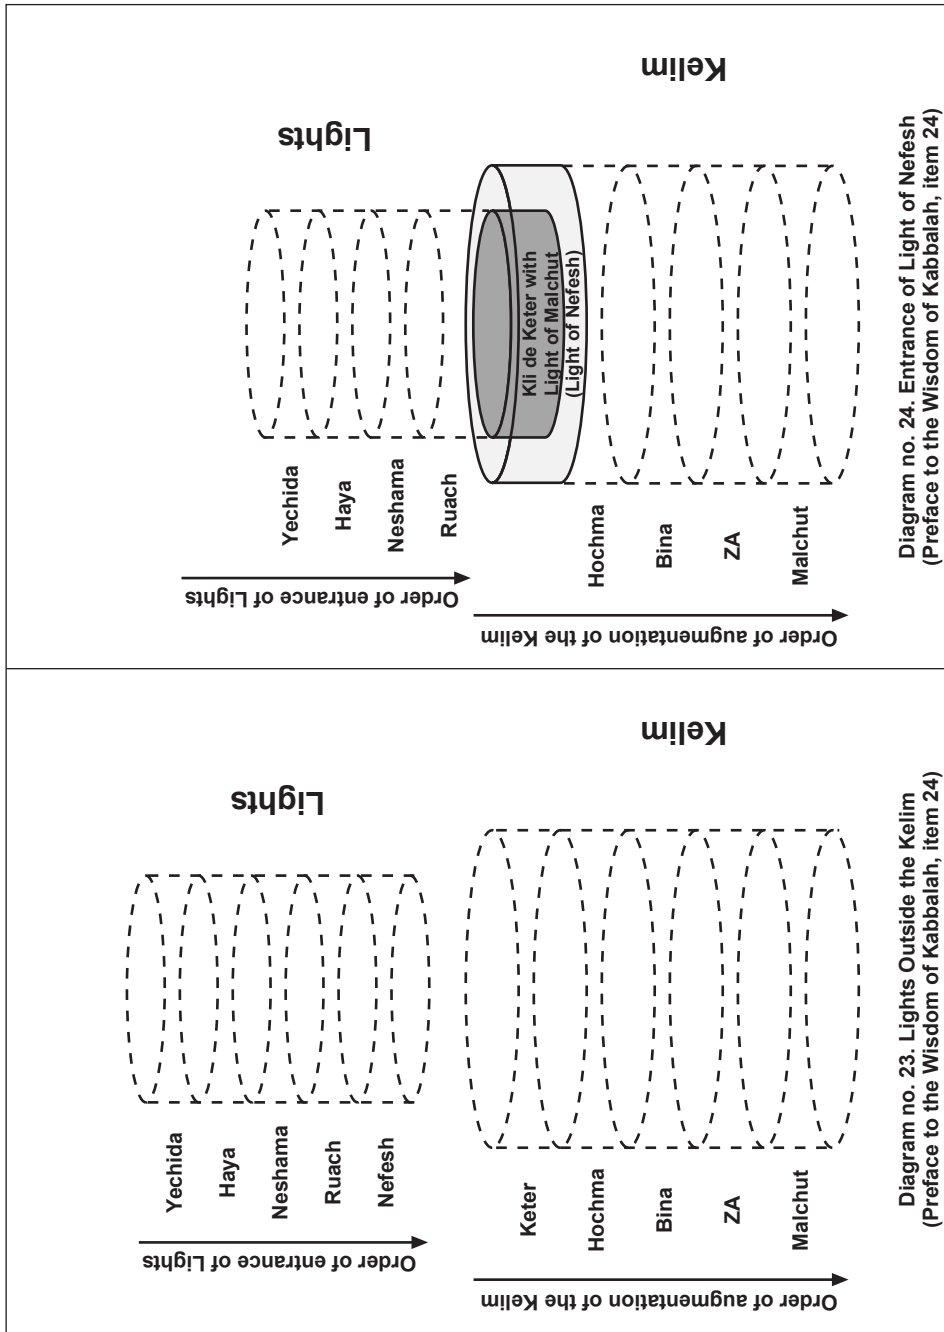 Order of entrance of Lights
Yechida
Haya
Neshama
Ruach
Nefesh
Lights
Order of augmentation of the Kelim
Keter
Hochma
Bina
ZA
Malchut
Kelim
Diagram no. 23. Lights Outside the Kelim
(Preface to the Wisdom of Kabbalah, item 24)
Order of entrance of Lights
Yechida
Haya
Neshama
Ruach
Lights
Order of augmentation of the Kelim
Kli de Keter with
Light of Malchut
(Light of Nefesh)
Hochma
Bina
ZA
Malchut
Kelim
Diagram no. 24. Entrance of Light of Nefesh
(Preface to the Wisdom of Kabbalah, item 24)